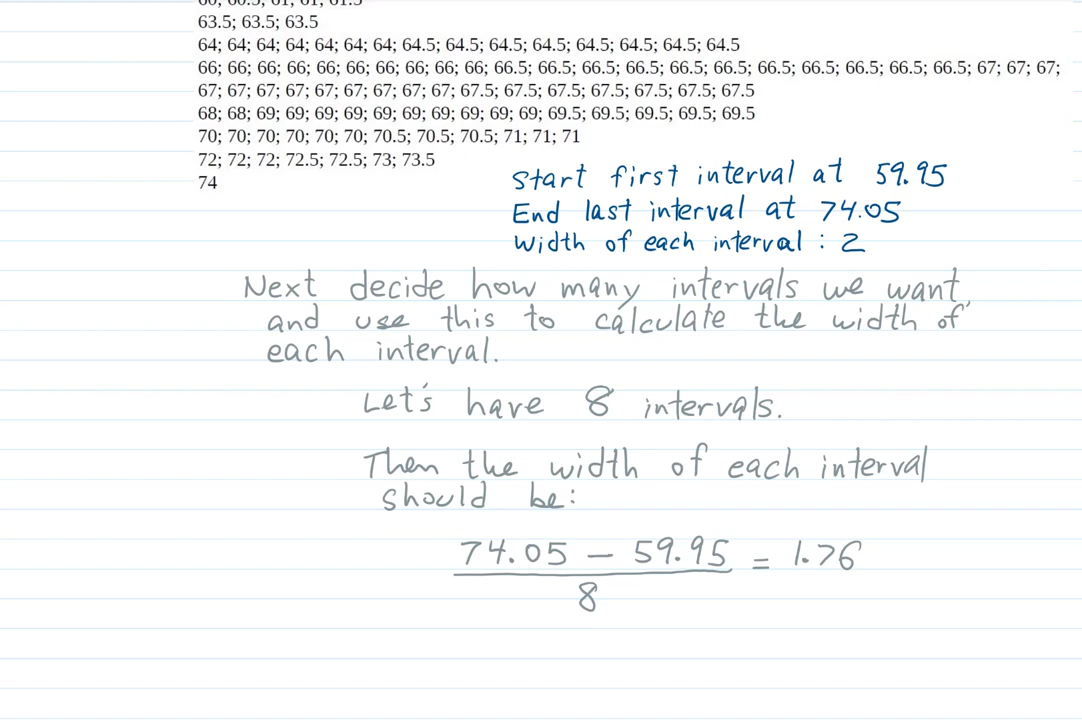 60; 60.5; 61; 61; 61.5
63.5; 63.5; 63.5
64; 64; 64; 64; 64; 64; 64; 64.5; 64.5; 64.5; 64.5; 64.5; 64.5; 64.5; 64.5
66; 66; 66; 66; 66; 66; 66; 66; 66; 66; 66.5; 66.5; 66.5; 66.5; 66.5; 66.5; 66.5; 66.5; 66.5; 66.5; 66.5; 67; 67; 67;
67; 67; 67; 67; 67; 67; 67; 67; 67; 67.5; 67.5; 67.5; 67.5; 67.5; 67.5; 67.5
68; 68; 69; 69; 69; 69; 69; 69; 69; 69; 69; 69; 69.5; 69.5; 69.5; 69.5; 69.5
70; 70; 70; 70; 70; 70; 70.5; 70.5; 70.5; 71; 71; 71
72; 72; 72; 72.5; 72.5; 73; 73.5
74
Start first interval at 59.95
End last interval at 74.05
Width of each interval : 2
Next decide how many intervals we want,
and use this to calculate the width of
each interval.
Let's have 8 intervals.
Then the width of each interval
should be:
74.05 – 59.95 = 1.76
8